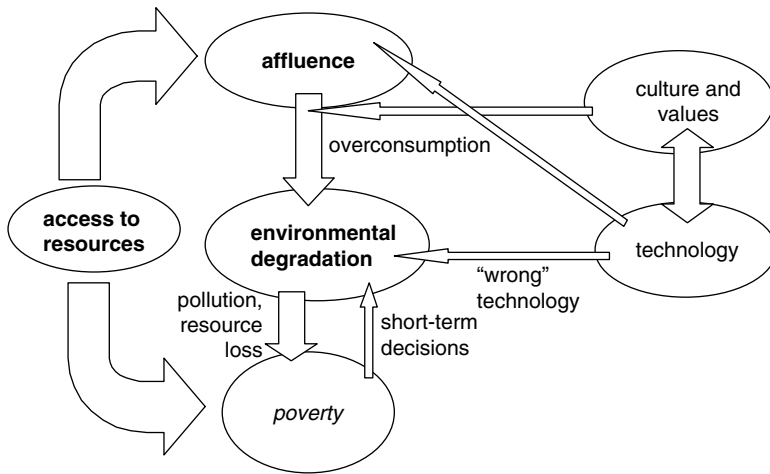 affluence
culture and
values
overconsumption
access to
resources
environmental
degradation
technology
“wrong”
technology
pollution,
resource
loss
short-term
decisions
poverty